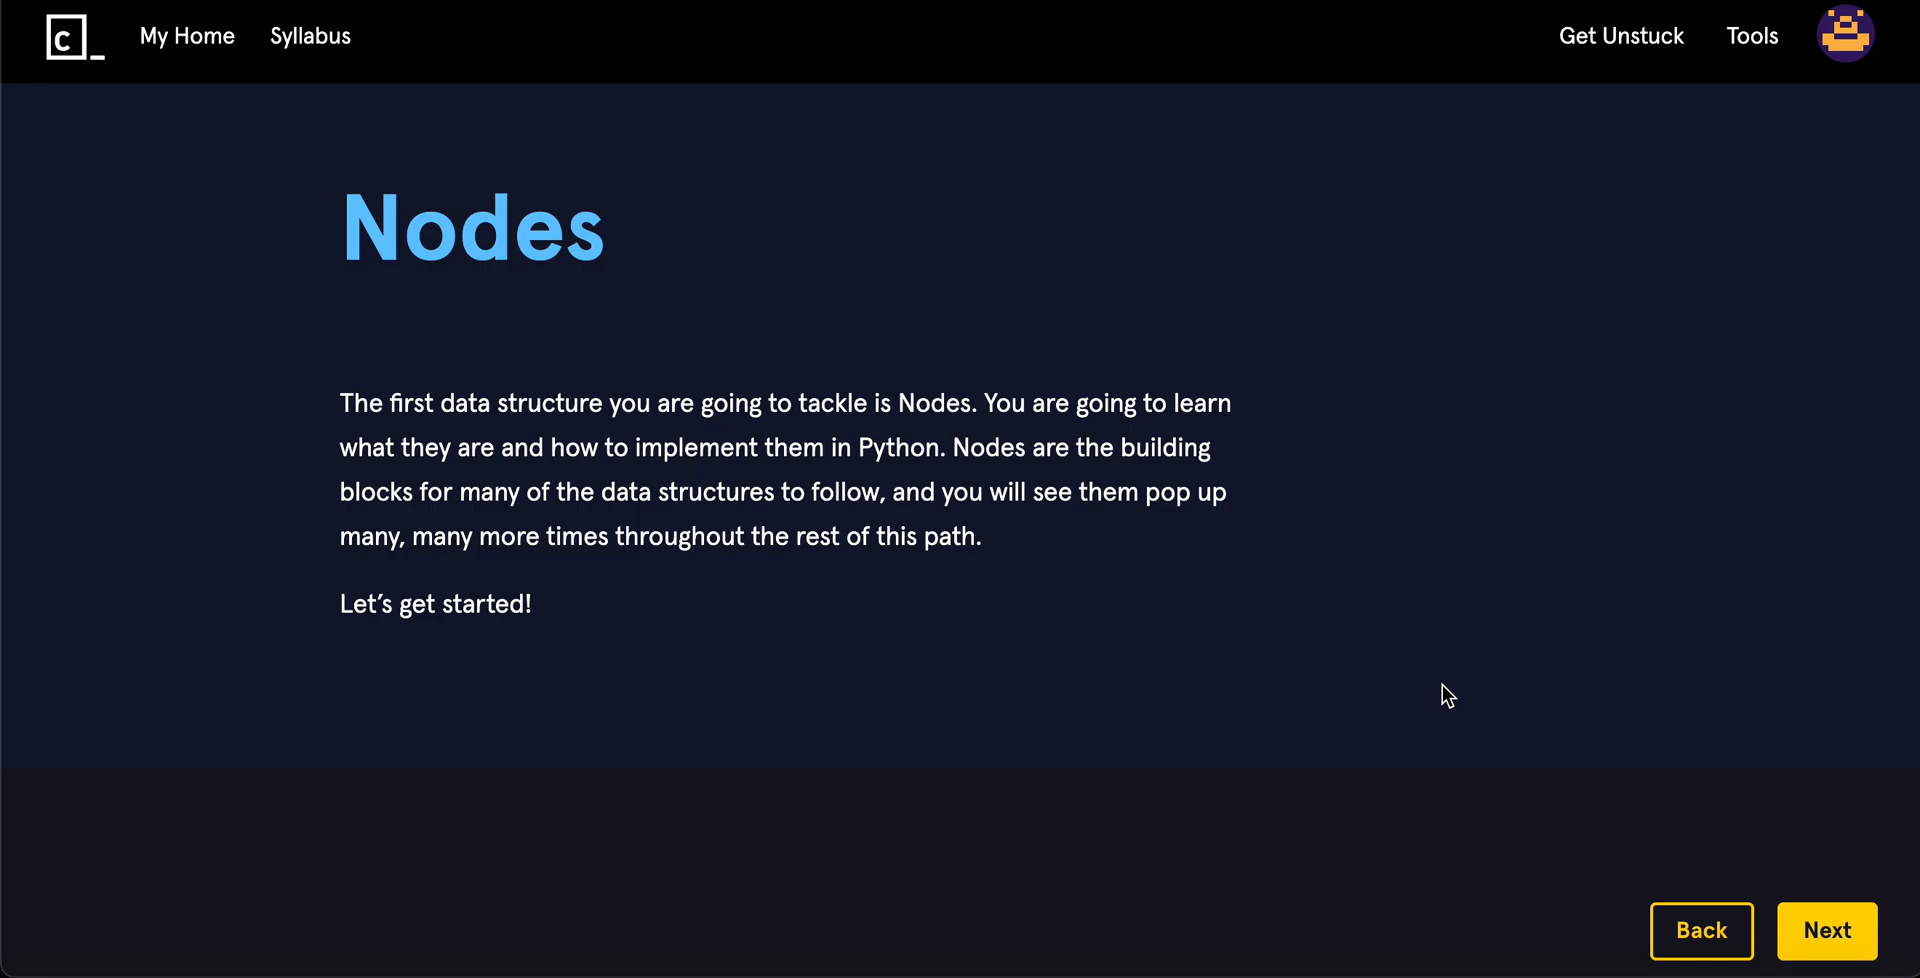 C_
My Home
Syllabus
Get Unstuck
Tools
Nodes
The first data structure you are going to tackle is Nodes. You are going to learn
what they are and how to implement them in Python. Nodes are the building
blocks for many of the data structures to follow, and you will see them pop up
many, many more times throughout the rest of this path.
Let’s get started!
Back
Next